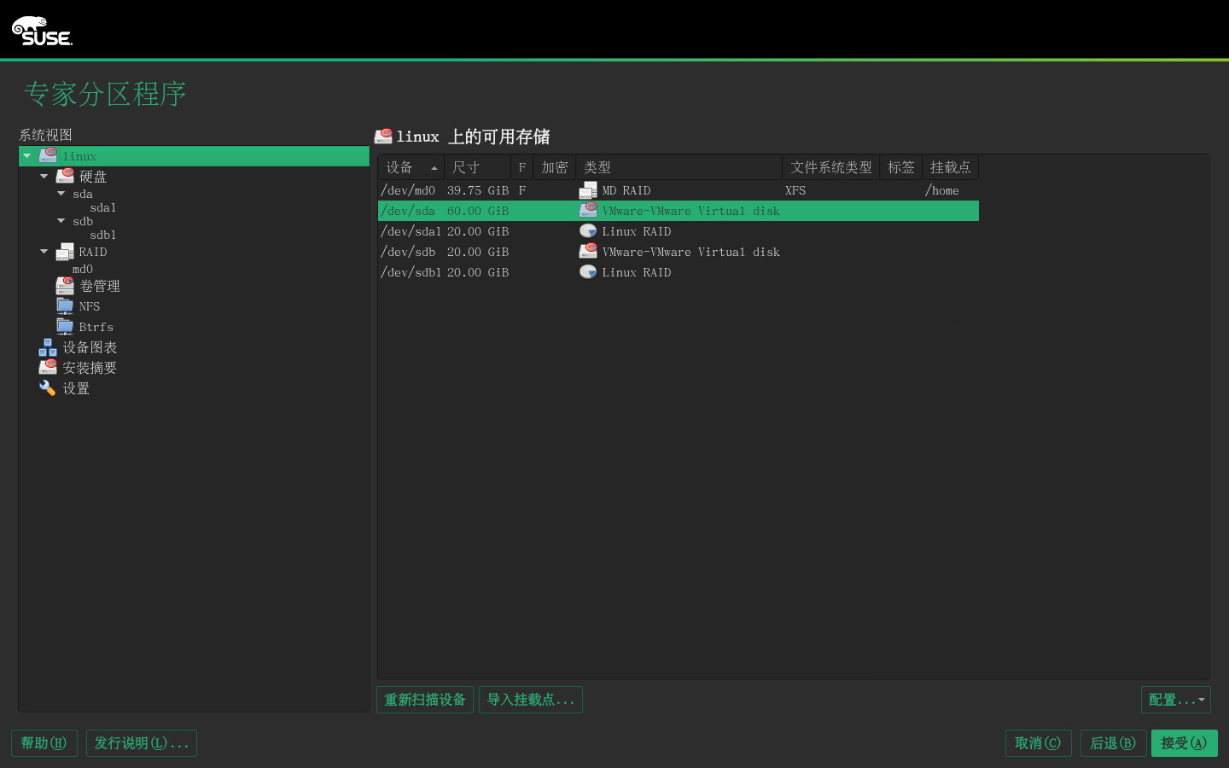 SUSE
专家分区程序
系统视图
linux
硬盘
sda
sda1
sdb
sdb1
RAID
md0
卷管理
NFS
Btrfs
设备图表
安装摘要
设置
linux 上的可用存储
设备 尺寸 F 加密 类型 文件系统类型 标签 挂载点
/dev/md0 39.75 GiB F MD RAID XFS /home
/dev/sda 60.00 GiB VMware-VMware Virtual disk
/dev/sda1 20.00 GiB Linux RAID
/dev/sdb 20.00 GiB VMware-VMware Virtual disk
/dev/sdb1 20.00 GiB Linux RAID
重新扫描设备 导入挂载点... 配置...
帮助(H) 发行说明(L)... 取消(C) 后退(B) 接受(A)